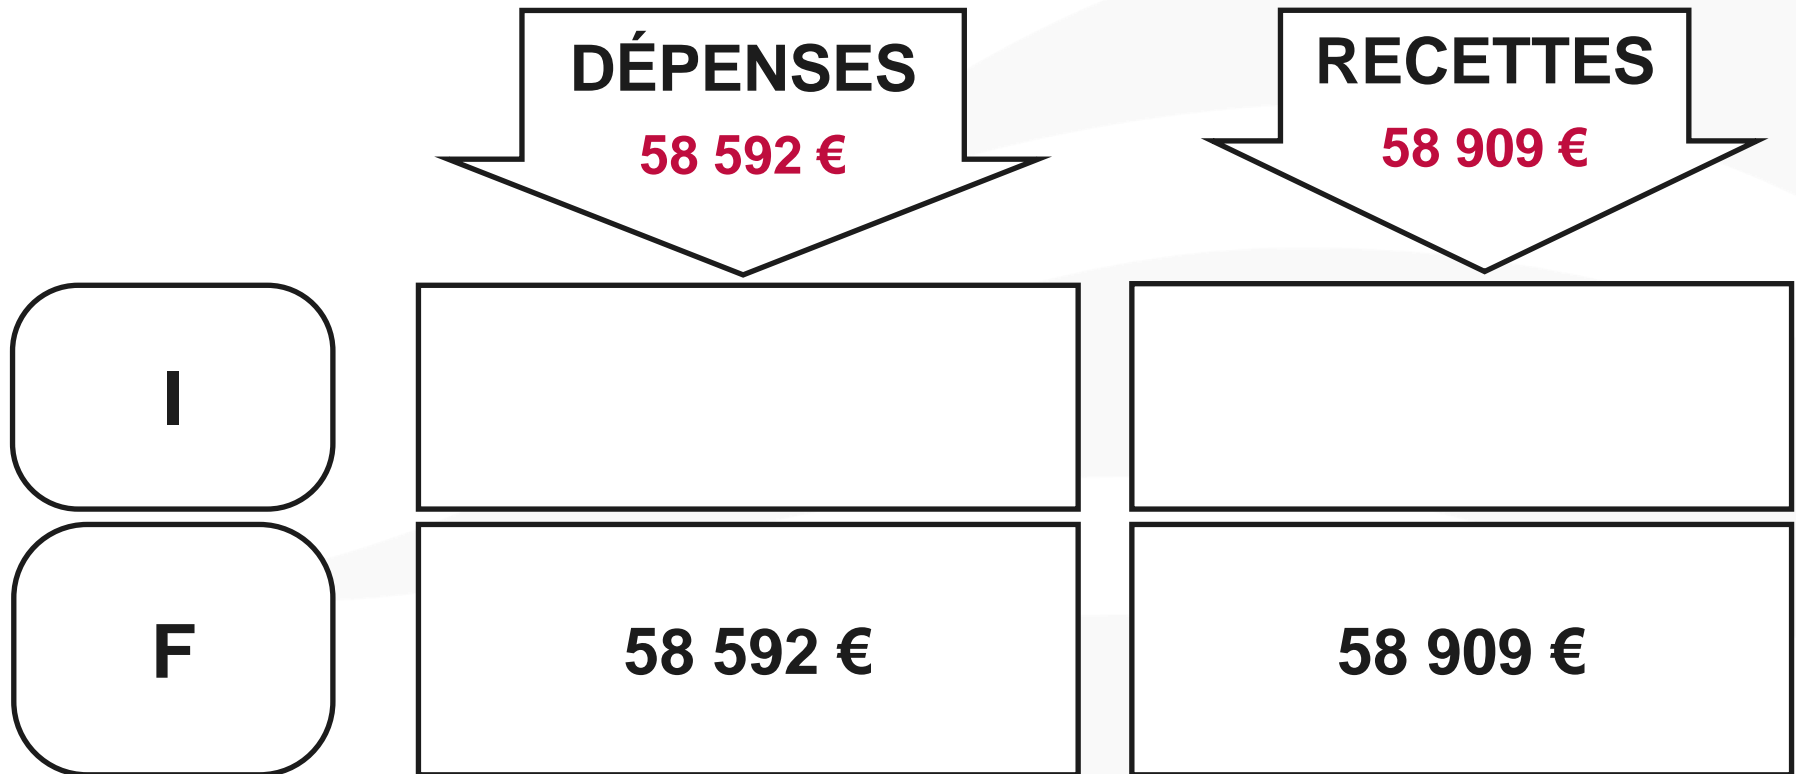 DÉPENSES
58 592 €
RECETTES
58 909 €
I
F
58 592 €
58 909 €